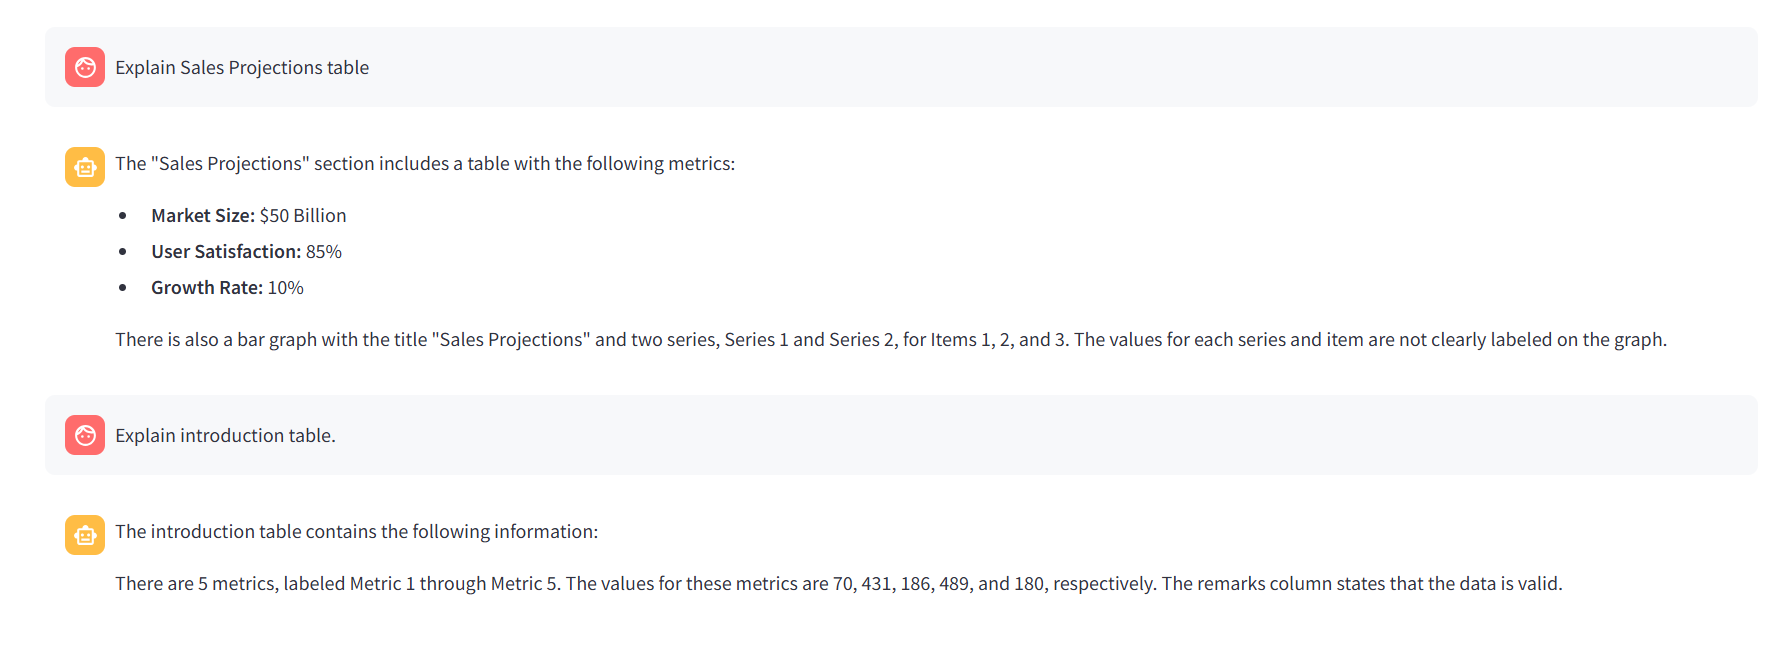 Explain Sales Projections table
The "Sales Projections" section includes a table with the following metrics:
• Market Size: $50 Billion
• User Satisfaction: 85%
• Growth Rate: 10%
There is also a bar graph with the title "Sales Projections" and two series, Series 1 and Series 2, for Items 1, 2, and 3. The values for each series and item are not clearly labeled on the graph.
Explain introduction table.
The introduction table contains the following information:
There are 5 metrics, labeled Metric 1 through Metric 5. The values for these metrics are 70, 431, 186, 489, and 180, respectively. The remarks column states that the data is valid.